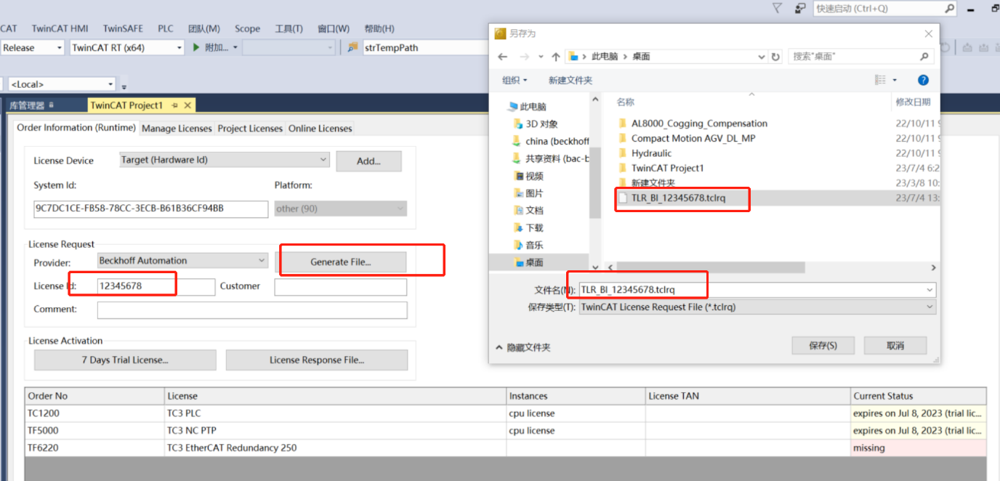 快速启动 (Ctrl+Q)
CAT TwinCAT HMI TwinSAFE PLC 团队(M) Scope 工具(T) 窗口(W) 帮助(H)
Release TwinCAT RT (x64) 附加... strTempPath
<Local>
库管理器 TwinCAT Project1
Order Information (Runtime) Manage Licenses Project Licenses Online Licenses
License Device Target (Hardware Id) Add...
System Id: Platform:
9C7DC1CE-FB58-78CC-3ECB-B61B36CF94BB other (90)
License Request
Provider: Beckhoff Automation Generate File...
License Id: 12345678 Customer
Comment:
License Activation
7 Days Trial License... License Response File...
另存为
此电脑 桌面 搜索"桌面"
组织 新建文件夹
此电脑
3D 对象
china (beckhoff
共享资料 (bac-b
视频
图片
文档
下载
音乐
桌面
名称 修改日期
AL8000_Cogging_Compensation 22/10/11 9
Compact Motion AGV_DL_MP 22/10/11 9
Hydraulic 22/10/11 9
TwinCAT Project1 23/7/4 6:2
新建文件夹 23/3/8 10:
TLR_BI_12345678.tclrq 23/7/4 13:
文件名(N): TLR_BI_12345678.tclrq
保存类型(T): TwinCAT License Request File (*.tclrq)
隐藏文件夹 保存(S) 取消
Order No License Instances License TAN Current Status
TC1200 TC3 PLC cpu license expires on Jul 8, 2023 (trial lic...
TF5000 TC3 NC PTP cpu license expires on Jul 8, 2023 (trial lic...
TF6220 TC3 EtherCAT Redundancy 250 missing